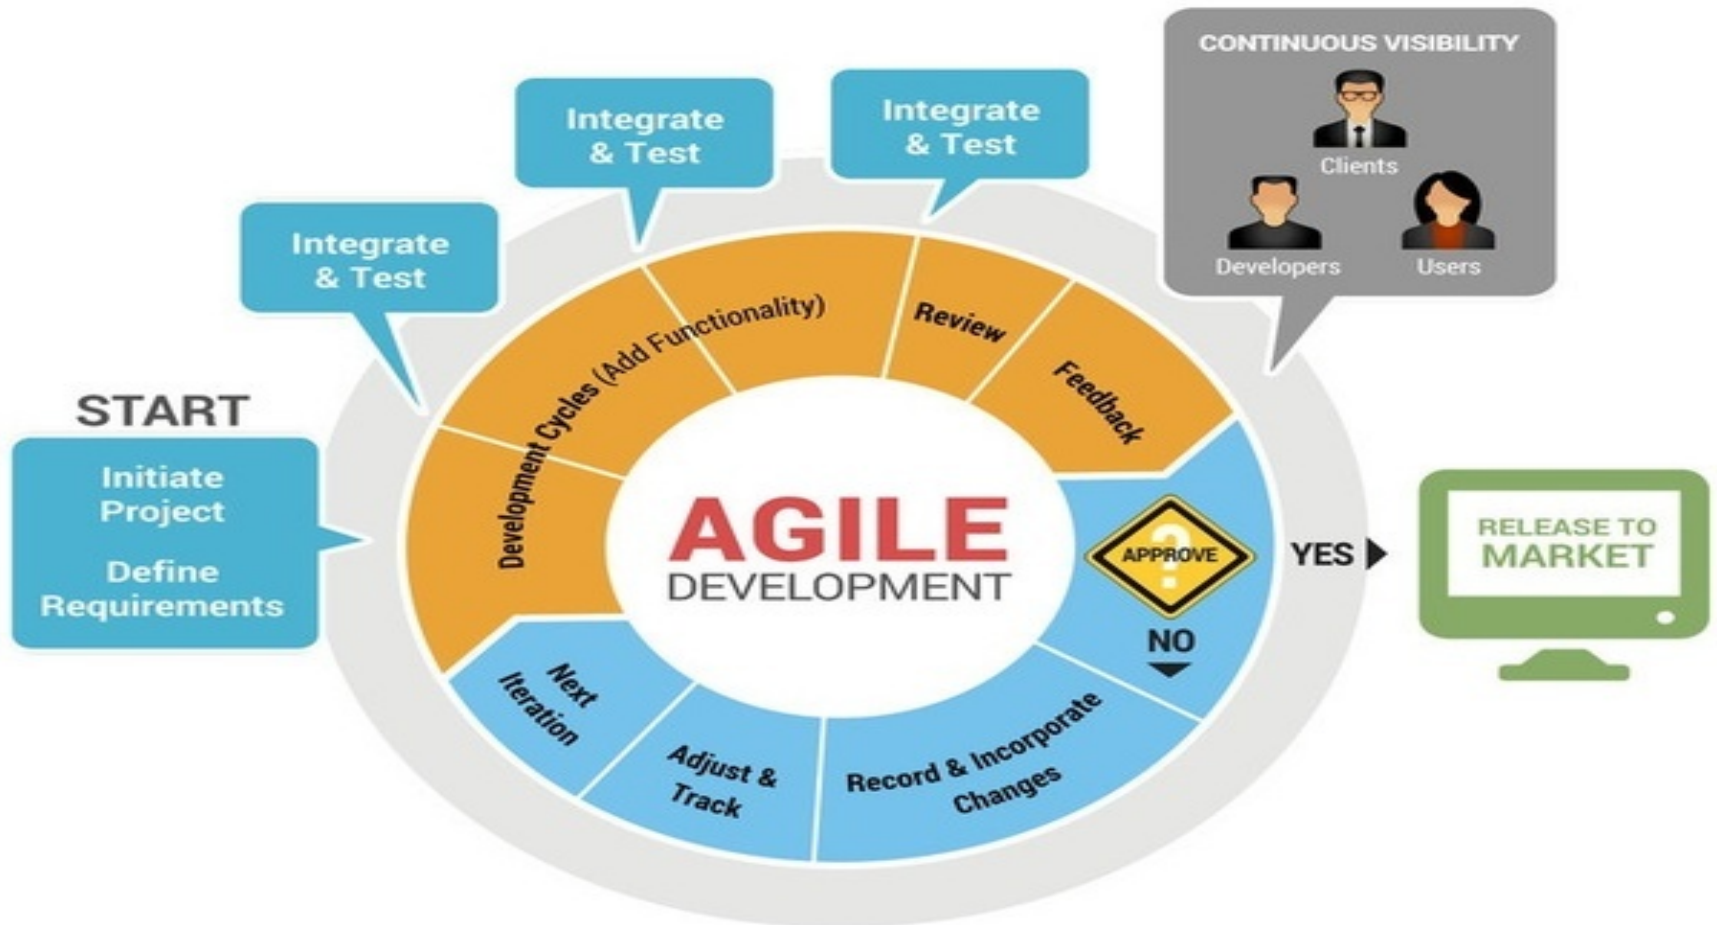 START
Initiate
Project
Define
Requirements
Integrate
& Test
Integrate
& Test
Integrate
& Test
CONTINUOUS VISIBILITY
Clients
Developers
Users
Development Cycles (Add Functionality)
Review
Feedback
?
APPROVE
YES
NO
RELEASE TO
MARKET
Record & Incorporate
Changes
Adjust &
Track
Next
Iteration
AGILE
DEVELOPMENT